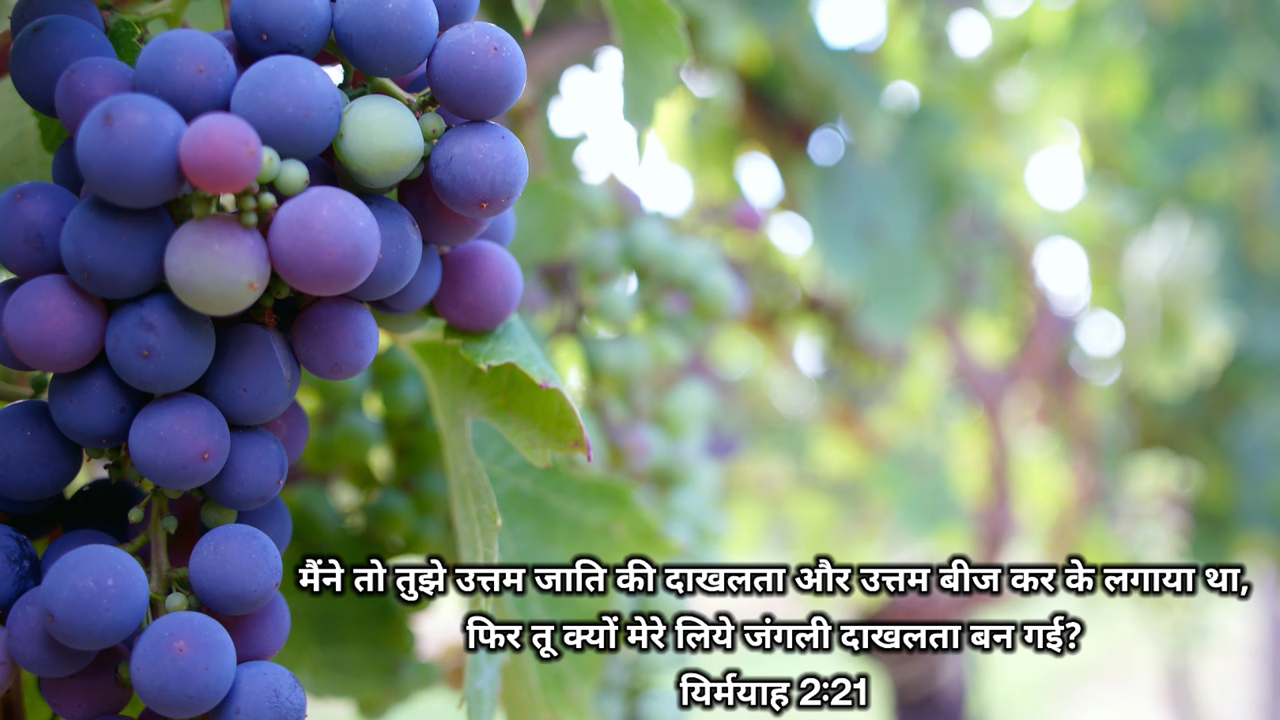 मैंने तो तुझे उत्तम जाति की दाखलता और उत्तम बीज कर के लगाया था,
फिर तू क्यों मेरे लिये जंगली दाखलता बन गई?
यिर्मयाह 2:21